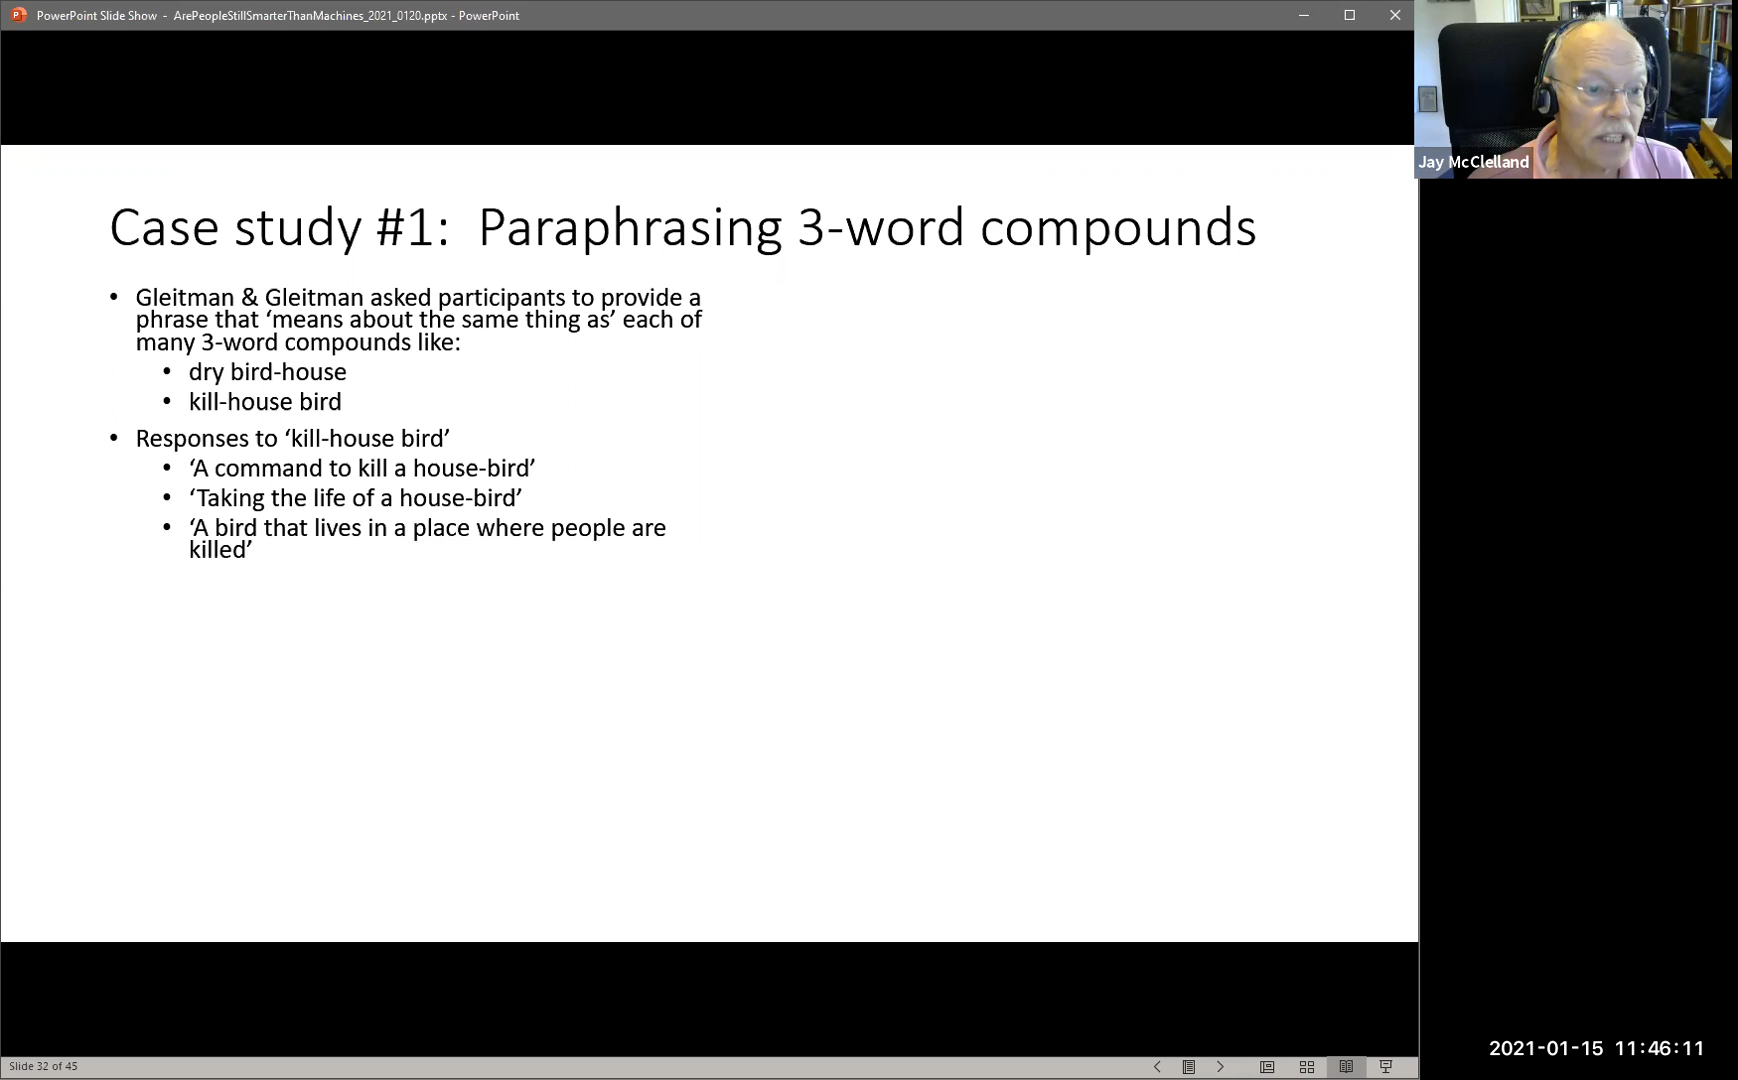 PowerPoint Slide Show - ArePeopleStillSmarterThanMachines_2021_0120.pptx - PowerPoint
Jay McClelland
Case study #1: Paraphrasing 3-word compounds
• Gleitman & Gleitman asked participants to provide a
phrase that ‘means about the same thing as’ each of
many 3-word compounds like:
• dry bird-house
• kill-house bird
• Responses to ‘kill-house bird’
• ‘A command to kill a house-bird’
• ‘Taking the life of a house-bird’
• ‘A bird that lives in a place where people are
killed’
2021-01-15 11:46:11
Slide 32 of 45